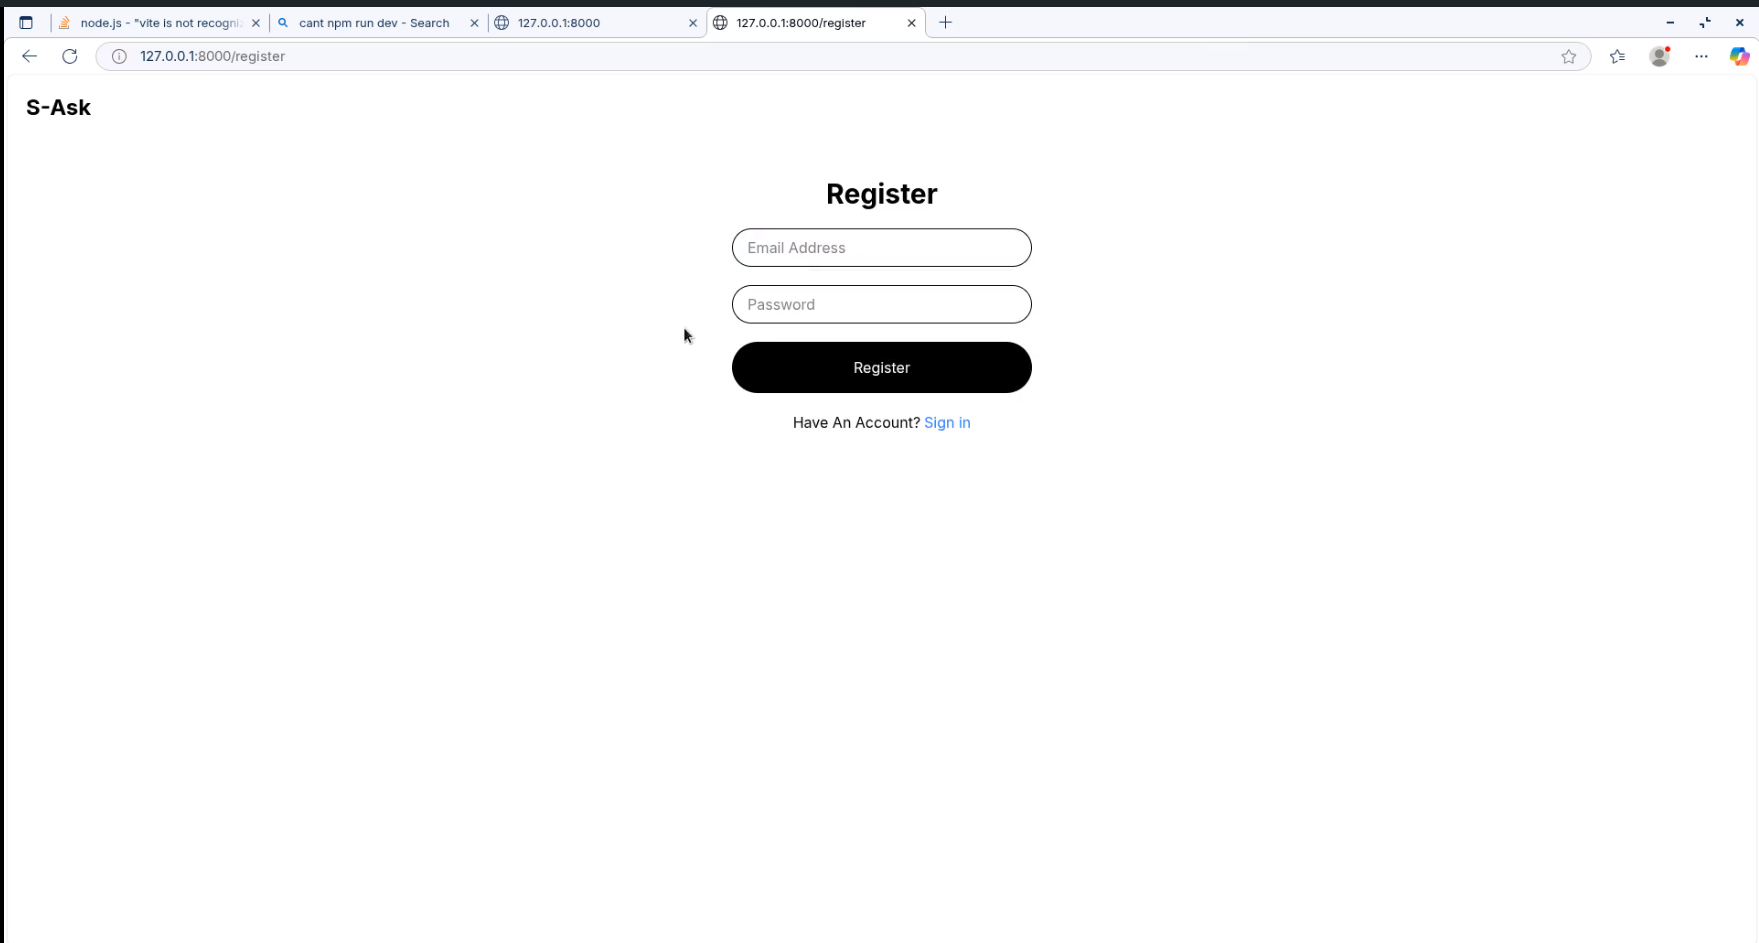 node.js - "vite is not recogni
cant npm run dev - Search
127.0.0.1:8000
127.0.0.1:8000/register
127.0.0.1:8000/register
S-Ask
Register
Email Address
Password
Register
Have An Account? Sign in